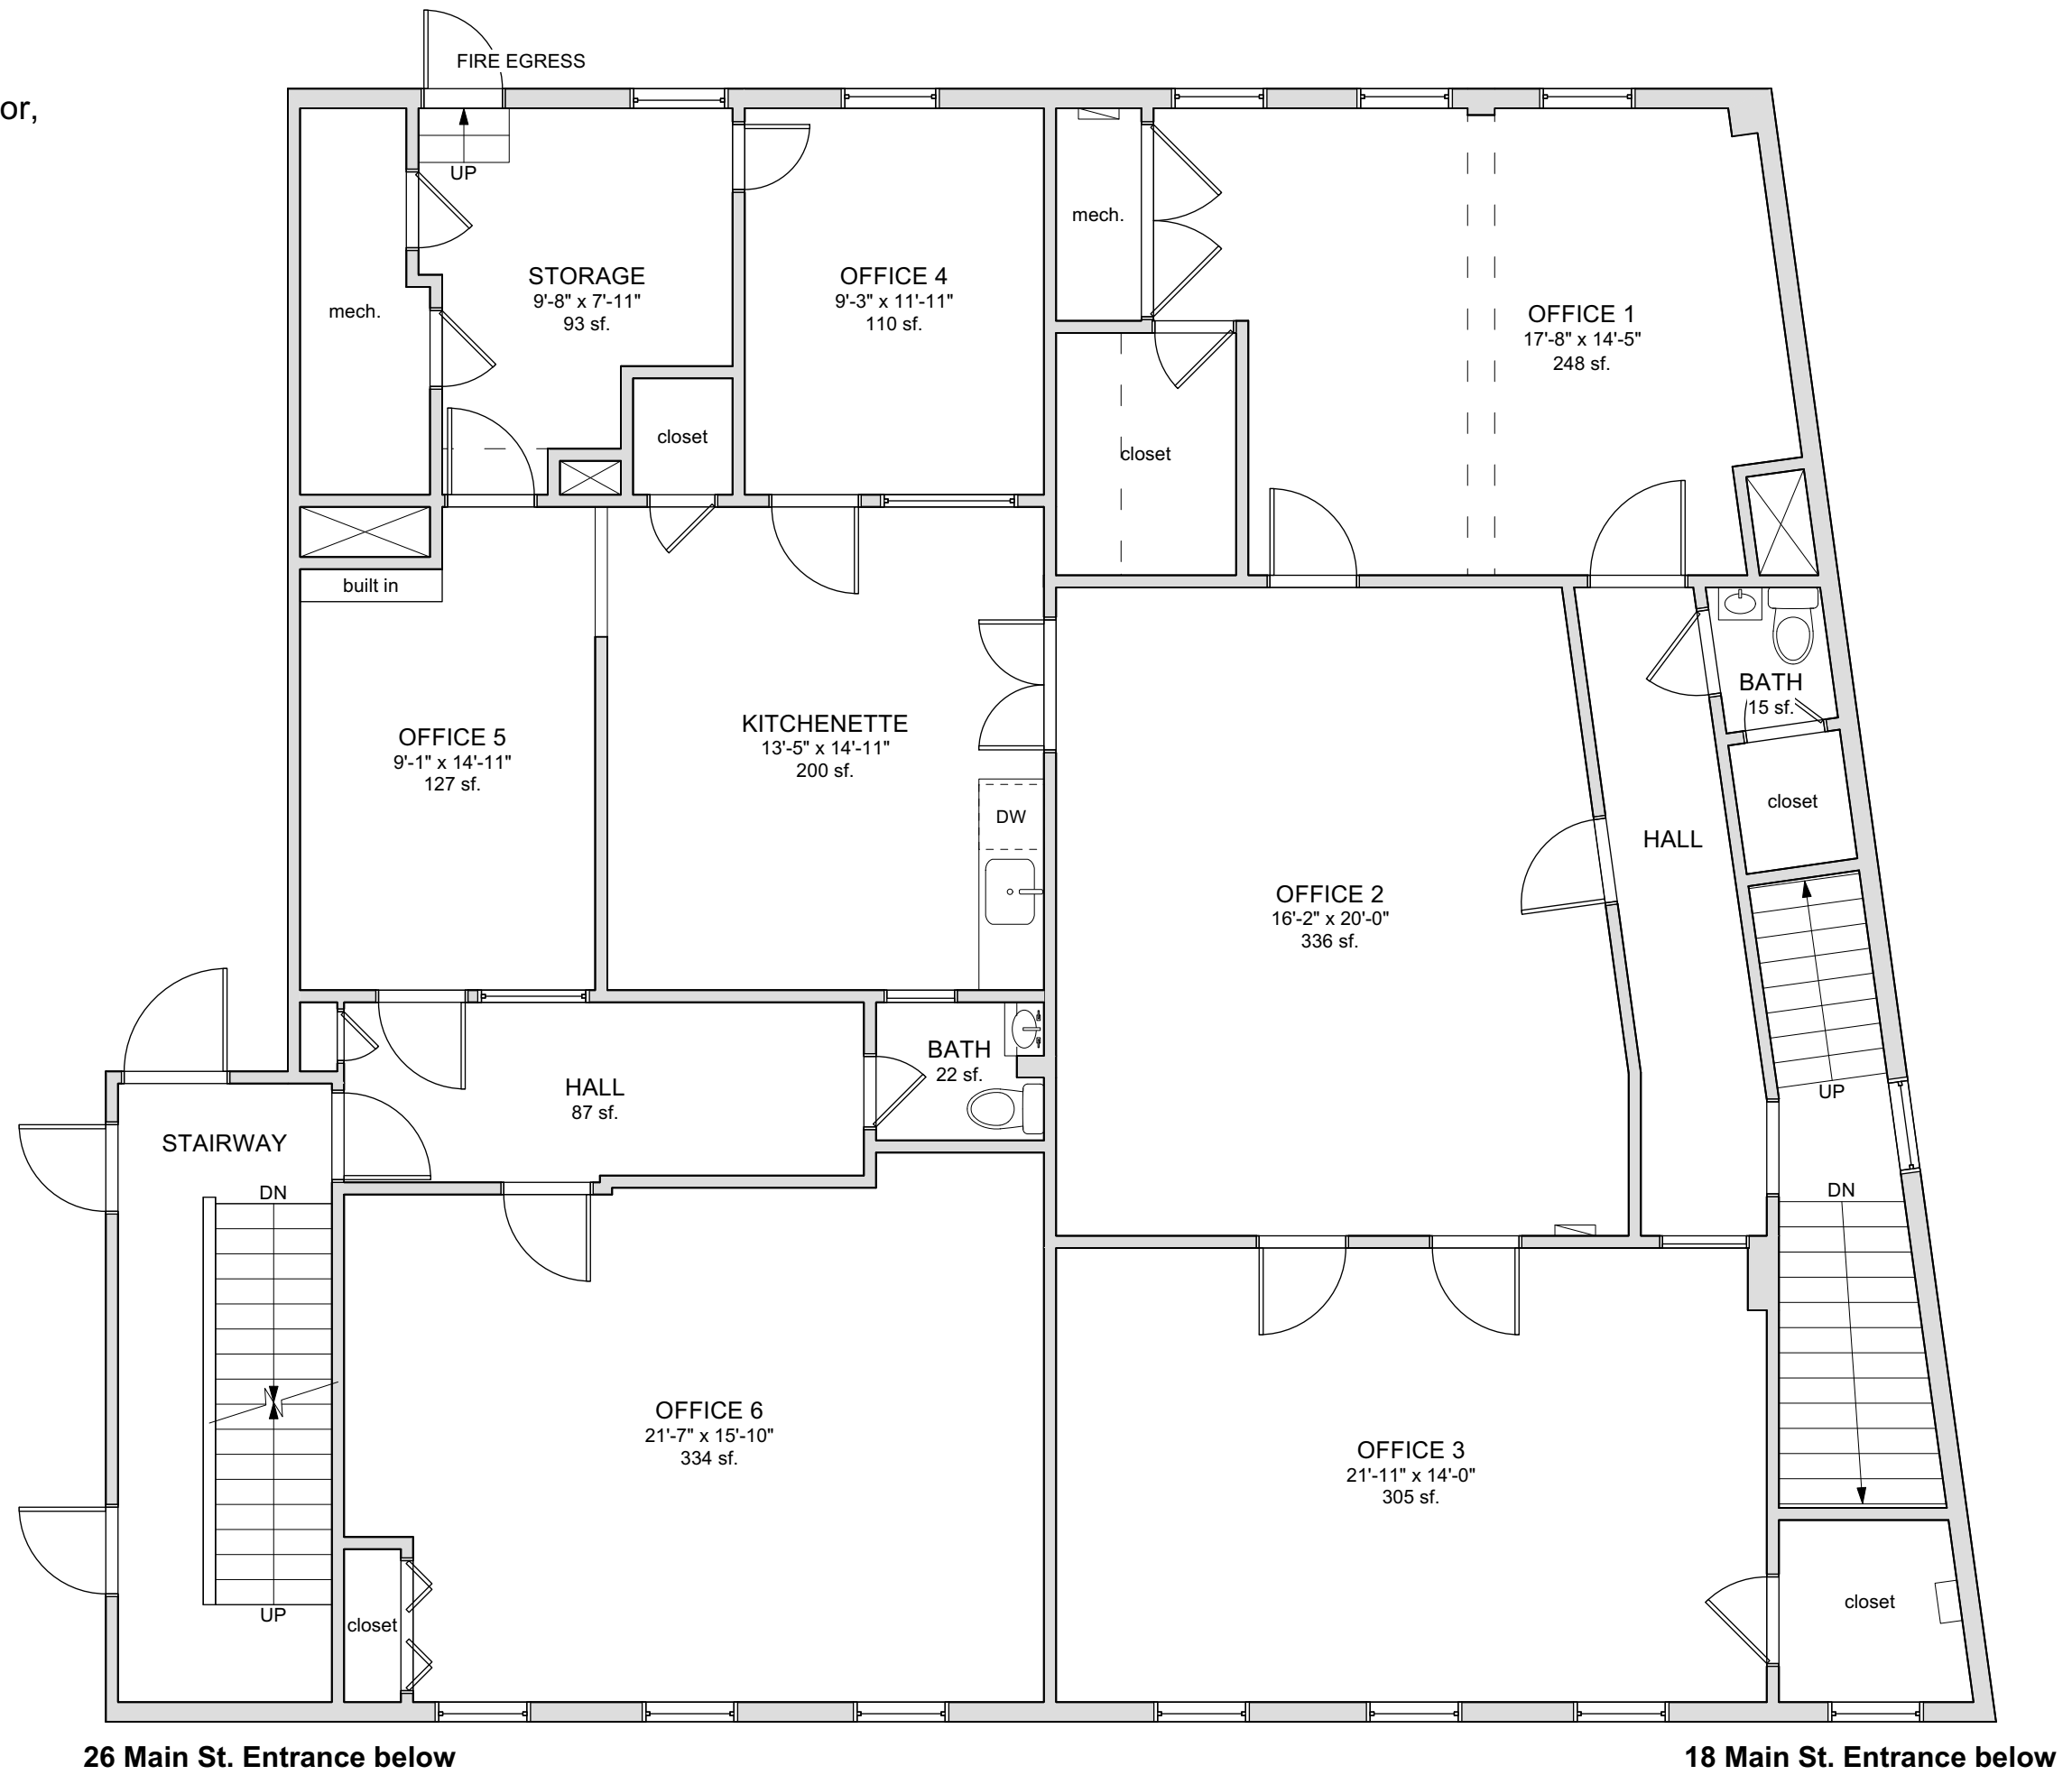 or,
FIRE EGRESS
UP
mech.
STORAGE
9'-8" x 7'-11"
93 sf.
OFFICE 4
9'-3" x 11'-11"
110 sf.
mech.
OFFICE 1
17'-8" x 14'-5"
248 sf.
closet
closet
built in
OFFICE 5
9'-1" x 14'-11"
127 sf.
KITCHENETTE
13'-5" x 14'-11"
200 sf.
DW
BATH
15 sf.
closet
HALL
OFFICE 2
16'-2" x 20'-0"
336 sf.
BATH
22 sf.
HALL
87 sf.
UP
STAIRWAY
DN
DN
OFFICE 6
21'-7" x 15'-10"
334 sf.
OFFICE 3
21'-11" x 14'-0"
305 sf.
UP
closet
closet
26 Main St. Entrance below
18 Main St. Entrance below